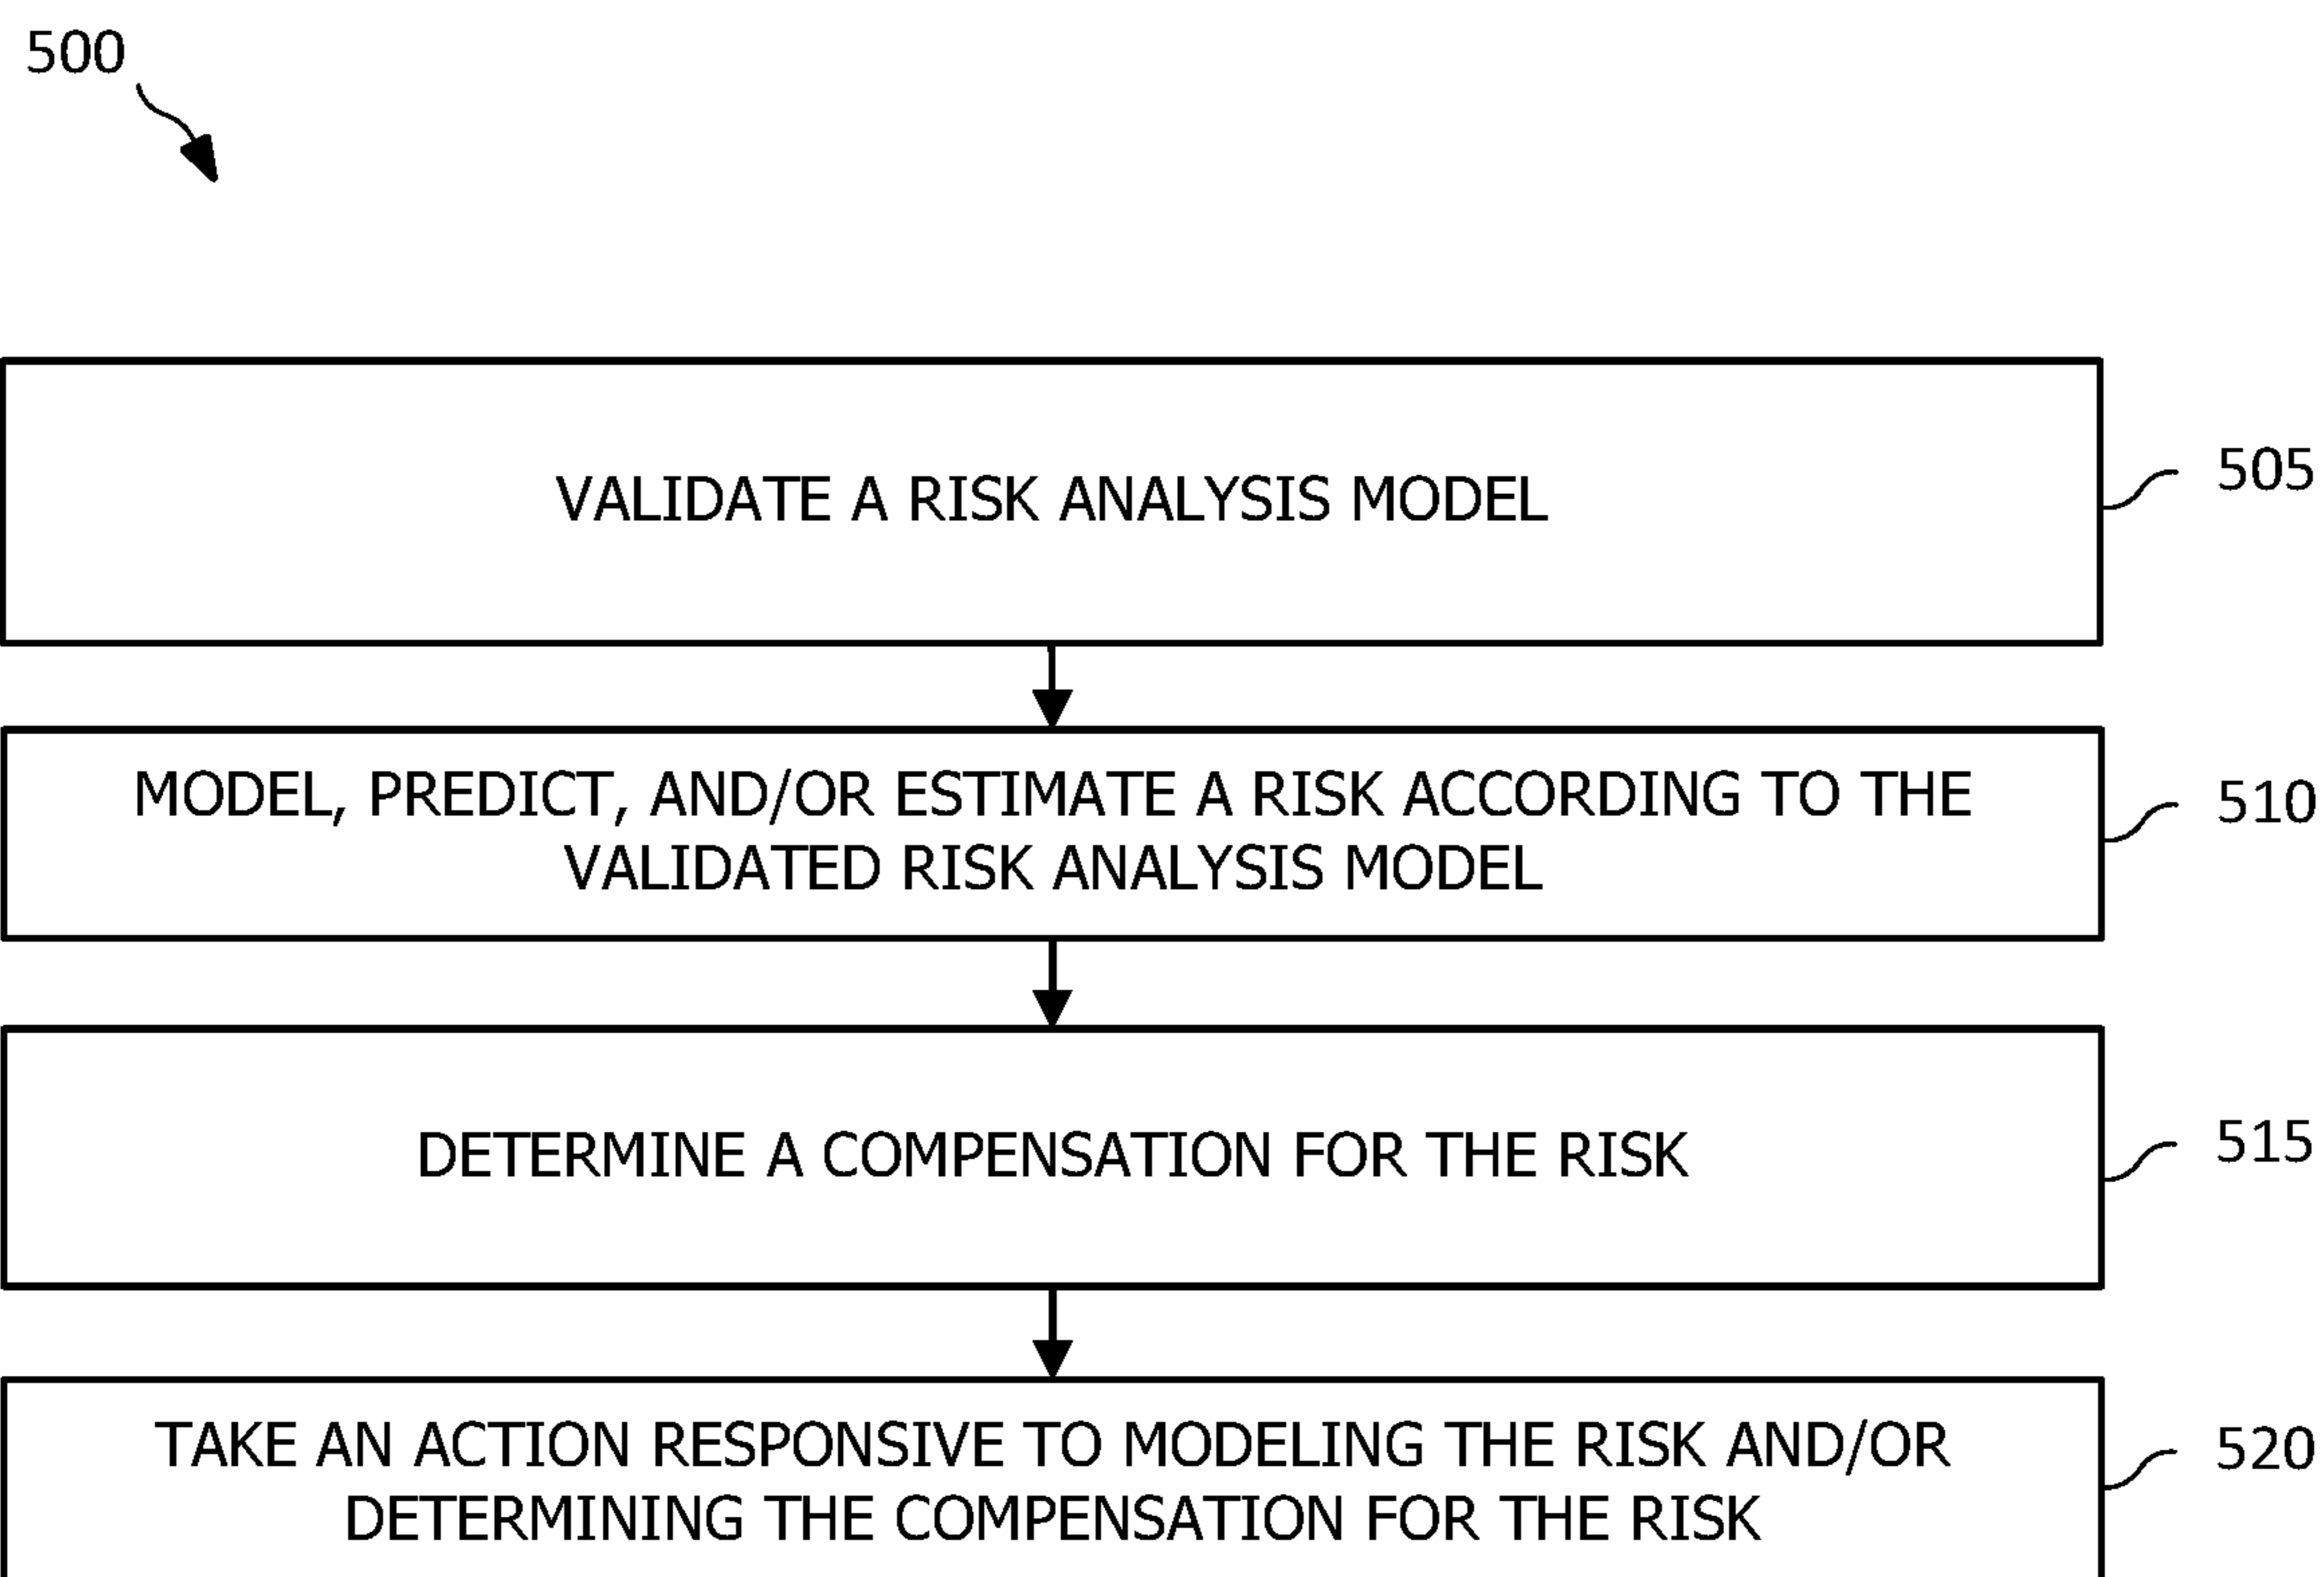 500
VALIDATE A RISK ANALYSIS MODEL
505
MODEL, PREDICT, AND/OR ESTIMATE A RISK ACCORDING TO THE
VALIDATED RISK ANALYSIS MODEL
510
DETERMINE A COMPENSATION FOR THE RISK
515
TAKE AN ACTION RESPONSIVE TO MODELING THE RISK AND/OR
DETERMINING THE COMPENSATION FOR THE RISK
520